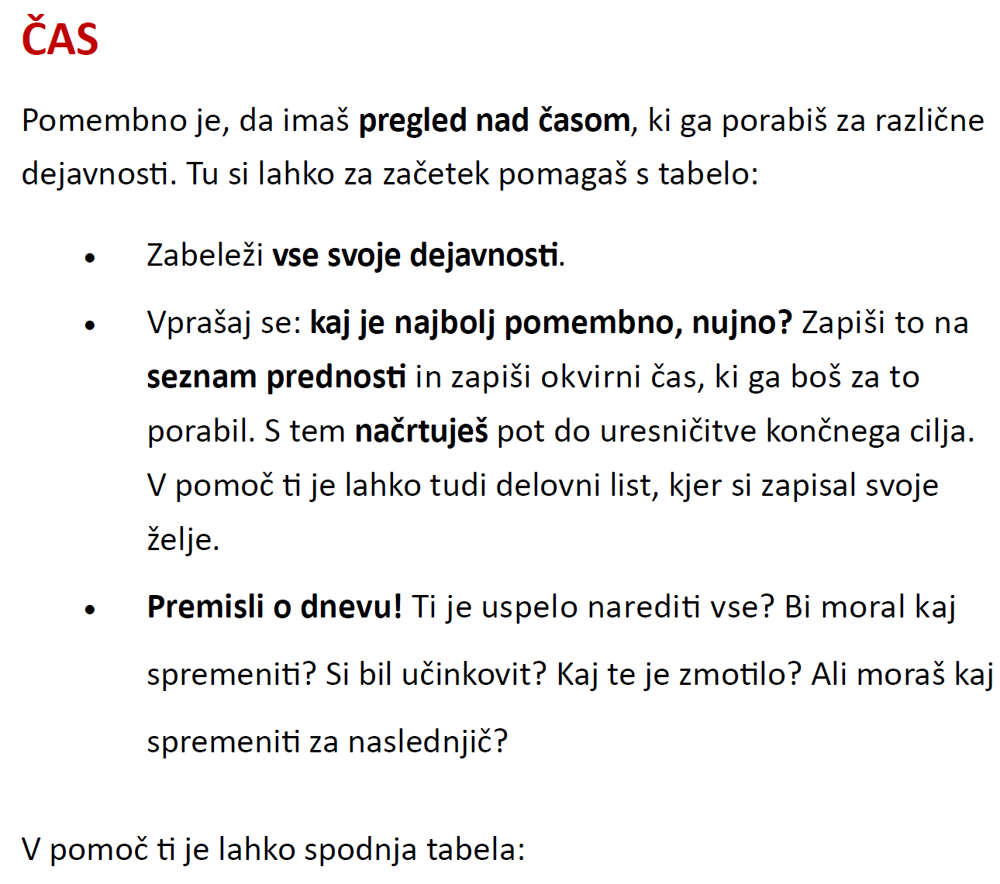 ČAS
Pomembno je, da imaš pregled nad časom, ki ga porabiš za različne
dejavnosti. Tu si lahko za začetek pomagaš s tabelo:
• Zabeleži vse svoje dejavnosti.
• Vprašaj se: kaj je najbolj pomembno, nujno? Zapiši to na
seznam prednosti in zapiši okvirni čas, ki ga boš za to
porabil. S tem načrtuješ pot do uresničitve končnega cilja.
V pomoč ti je lahko tudi delovni list, kjer si zapisal svoje
želje.
• Premisli o dnevu! Ti je uspelo narediti vse? Bi moral kaj
spremeniti? Si bil učinkovit? Kaj te je zmotilo? Ali moraš kaj
spremeniti za naslednjič?
V pomoč ti je lahko spodnja tabela: